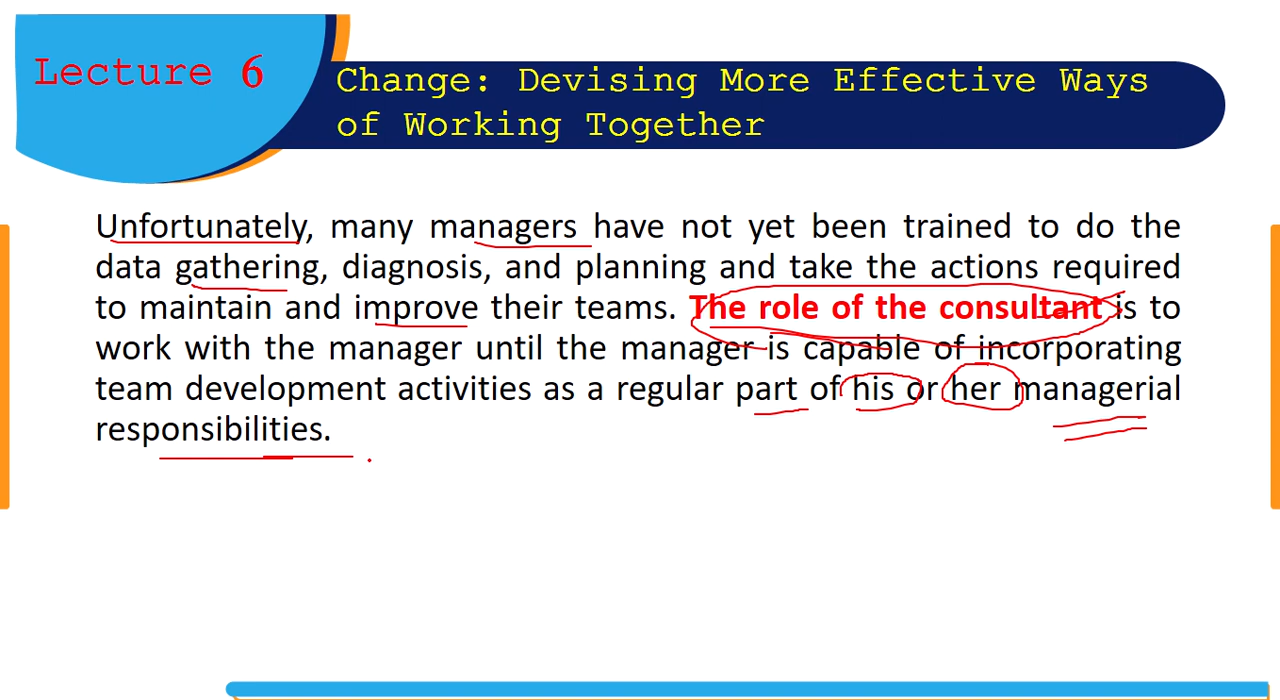 Lecture 6
Change: Devising More Effective Ways
of Working Together
Unfortunately, many managers have not yet been trained to do the
data gathering, diagnosis, and planning and take the actions required
to maintain and improve their teams. The role of the consultant is to
work with the manager until the manager is capable of incorporating
team development activities as a regular part of his or her managerial
responsibilities.